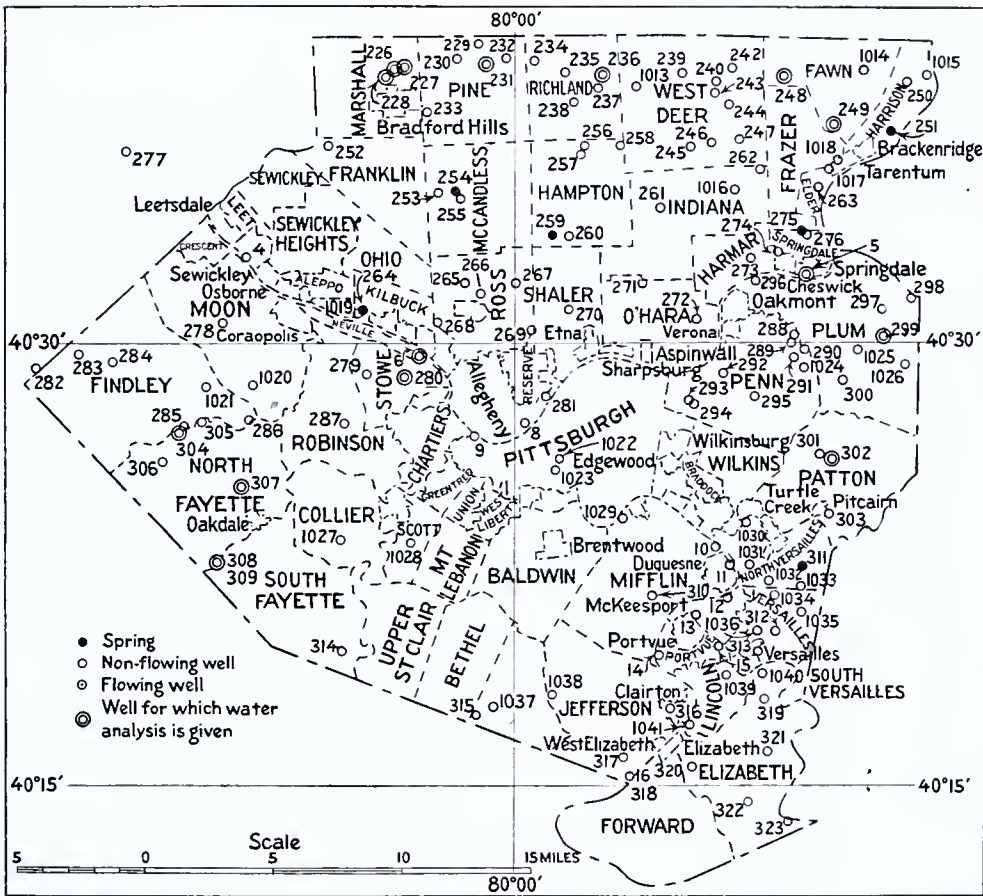 80°00'
226
229
232
234
235
236
239
2421
1014
1015
230
240
FAWN
MARSHALL
227
PINE
231
RICHLAND
1013
WEST
243
248
250
228
233
238
237
DEER
244
249
HARRISON
251
Bradford Hills
256
258
246
247
FRAZER
1018
Brackenridge
277
252
257
245
262
Tarentum
SEWICKLEY
FRANKLIN
254
McCANDLESS
HAMPTON
261
1016
1017
263
Leetsdale
253
255
INDIANA
ELDER
LEET
SEWICKLEY
HEIGHTS
259
260
274
275
276
5
CRESCENT
4
OHIO
HARMAR
SPRINGDALE
Springdale
Sewickley
264
266
ROSS
267
273
Cheswick
298
Osborne
ALEPPO
KILBUCK
265
SHALER
271
296
Oakmont
297
MOON
1019
272
278
Coraopolis
NEVILLE
268
270
O'HARA
Verona
288
PLUM
299
40°30'
269
Etna
40°30'
284
279
STOWE
6
Aspinwall
289
290
1025
283
FINDLEY
280
Allegheny
RESERVE
Sharpsburg
292
1024
1026
282
1020
293
PENN
291
300
1021
281
294
295
285
287
CHARTIERS
PITTSBURGH
305
286
ROBINSON
8
304
9
1022
Wilkinsburg
301
306
NORTH
Edgewood
WILKINS
302
307
GREENTREE
1023
BRADDOCK
PATTON
FAYETTE
COLLIER
UNION
WEST
LIBERTY
Turtle
Creek
Pitcairn
Oakdale
SCOTT
1029
303
1027
1028
1030
MT
LEBANON
Brentwood
10
1031
NORTH VERSAILLES
311
308
BALDWIN
Duquesne
11
1032
309
SOUTH
MIFFLIN
310
1033
FAYETTE
McKeesport
12
VERSAILLES
1034
UPPER
ST CLAIR
13
1036
312
1035
314
BETHEL
Portvue
PORTVUE
313
Versailles
14
15
1040
SOUTH
VERSAILLES
1038
Clairton
1039
1037
JEFFERSON
316
LINCOLN
319
315
1041
West Elizabeth
Elizabeth
321
317
320
ELIZABETH
16
40°15'
40°15'
318
322
FORWARD
323
● Spring
○ Non-flowing well
⊙ Flowing well
◎ Well for which water
analysis is given
Scale
5 0 5 10 15 MILES
80°00'